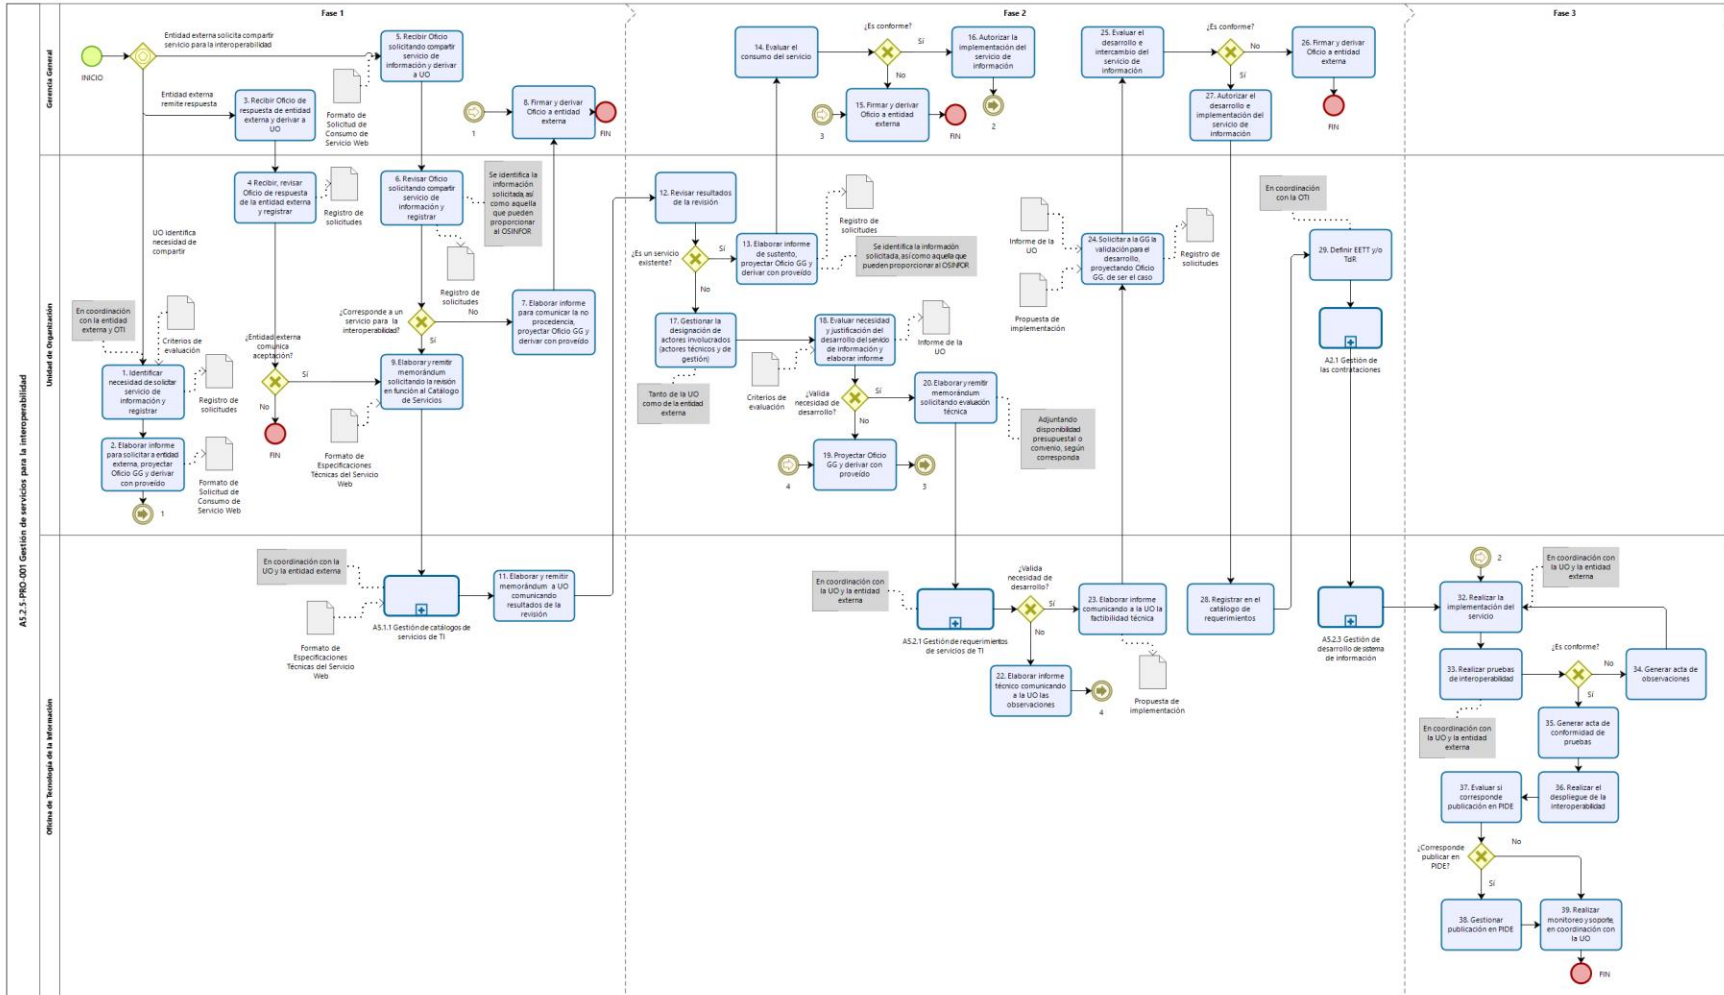 A5.2.5-PRO-001 Gestión de servicios para la interoperabilidad
Fase 1
Fase 2
Fase 3
Gerencia General
INICIO
Entidad externa solicita compartir
servicio para la interoperabilidad
Entidad externa
remite respuesta
5. Recibir Oficio
solicitando compartir
servicio de
información y derivar
a UO
Formato de
Solicitud de
Consumo de
Servicio Web
3. Recibir Oficio de
respuesta de entidad
externa y derivar a
UO
1
8. Firmar y derivar
Oficio a entidad
externa
FIN
14. Evaluar el
consumo del servicio
¿Es conforme?
Sí
No
16. Autorizar la
implementación del
servicio de
información
2
3
15. Firmar y derivar
Oficio a entidad
externa
FIN
25. Evaluar el
desarrollo e
intercambio del
servicio de
información
¿Es conforme?
No
Sí
26. Firmar y derivar
Oficio a entidad
externa
FIN
27. Autorizar el
desarrollo e
implementación del
servicio de
información
Unidad de Organización
UO identifica
necesidad de
compartir
En coordinación
con la entidad
externa y OTI
Criterios de
evaluación
1. Identificar
necesidad de solicitar
servicio de
información y
registrar
Registro de
solicitudes
2. Elaborar informe
para solicitar a entidad
externa, proyectar
Oficio GG y derivar
con proveído
Formato de
Solicitud de
Consumo de
Servicio Web
1
4 Recibir, revisar
Oficio de respuesta
de la entidad externa
y registrar
Registro de
solicitudes
¿Entidad externa
comunica
aceptación?
Sí
No
FIN
6. Revisar Oficio
solicitando compartir
servicio de
información y
registrar
Se identifica la
información
solicitada, así
como aquella
que pueden
proporcionar
al OSINFOR
Registro de
solicitudes
¿Corresponde a un
servicio para la
interoperabilidad?
No
Sí
7. Elaborar informe
para comunicar la no
procedencia,
proyectar Oficio GG y
derivar con proveído
9. Elaborar y remitir
memorándum
solicitando la revisión
en función al Catálogo
de Servicios
Formato de
Especificaciones
Técnicas del Servicio
Web
12. Revisar resultados
de la revisión
¿Es un servicio
existente?
Sí
No
13. Elaborar informe
de sustento,
proyectar Oficio GG y
derivar con proveído
Registro de
solicitudes
Se identifica la información
solicitada, así como aquella que
pueden proporcionar al OSINFOR
17. Gestionar la
designación de
actores involucrados
(actores técnicos y de
gestión)
Tanto de la UO
como de la entidad
externa
18. Evaluar necesidad
y justificación del
desarrollo del servicio
de información y
elaborar informe
Informe de la
UO
Criterios de
evaluación
¿Valida
necesidad de
desarrollo?
Sí
No
20. Elaborar y remitir
memorándum
solicitando evaluación
técnica
Adjuntando
disponibilidad
presupuestal o
convenio, según
corresponda
4
19. Proyectar Oficio
GG y derivar con
proveído
3
Informe de la
UO
Propuesta de
implementación
24. Solicitar a la GG la
validación para el
desarrollo,
proyectando Oficio
GG, de ser el caso
Registro de
solicitudes
En coordinación
con la OTI
29. Definir EETT y/o
TdR
A2.1 Gestión de
las contrataciones
Oficina de Tecnología de la Información
En coordinación con la
UO y la entidad externa
Formato de
Especificaciones
Técnicas del Servicio
Web
A5.1.1 Gestión de catálogos de
servicios de TI
11. Elaborar y remitir
memorándum a UO
comunicando
resultados de la
revisión
En coordinación con
la UO y la entidad
externa
A5.2.1 Gestión de requerimientos
de servicios de TI
¿Valida
necesidad de
desarrollo?
Sí
No
22. Elaborar informe
técnico comunicando
a la UO las
observaciones
4
23. Elaborar informe
comunicando a la UO la
factibilidad técnica
Propuesta de
implementación
28. Registrar en el
catálogo de
requerimientos
A5.2.3 Gestión de
desarrollo de sistema
de información
2
En coordinación con
la UO y la entidad
externa
32. Realizar la
implementación del
servicio
33. Realizar pruebas
de interoperabilidad
¿Es conforme?
No
Sí
34. Generar acta de
observaciones
En coordinación con
la UO y la entidad
externa
35. Generar acta de
conformidad de
pruebas
37. Evaluar si
corresponde
publicación en PIDE
36. Realizar el
despliegue de la
interoperabilidad
¿Corresponde
publicar en
PIDE?
No
Sí
38. Gestionar
publicación en PIDE
39. Realizar
monitoreo y soporte,
en coordinación con
la UO
FIN